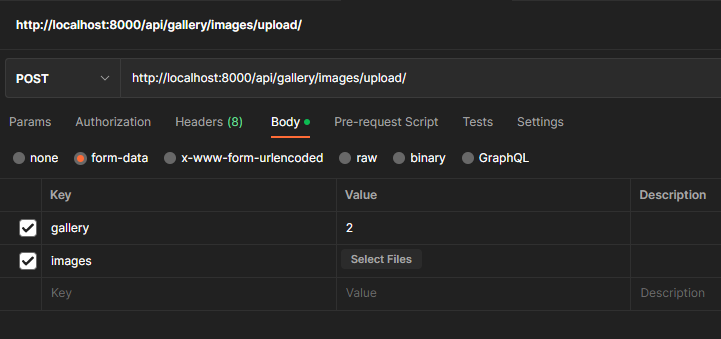 http://localhost:8000/api/gallery/images/upload/
POST http://localhost:8000/api/gallery/images/upload/
Params Authorization Headers (8) Body Pre-request Script Tests Settings
none form-data x-www-form-urlencoded raw binary GraphQL
Key Value Description
gallery 2
images Select Files
Key Value Description